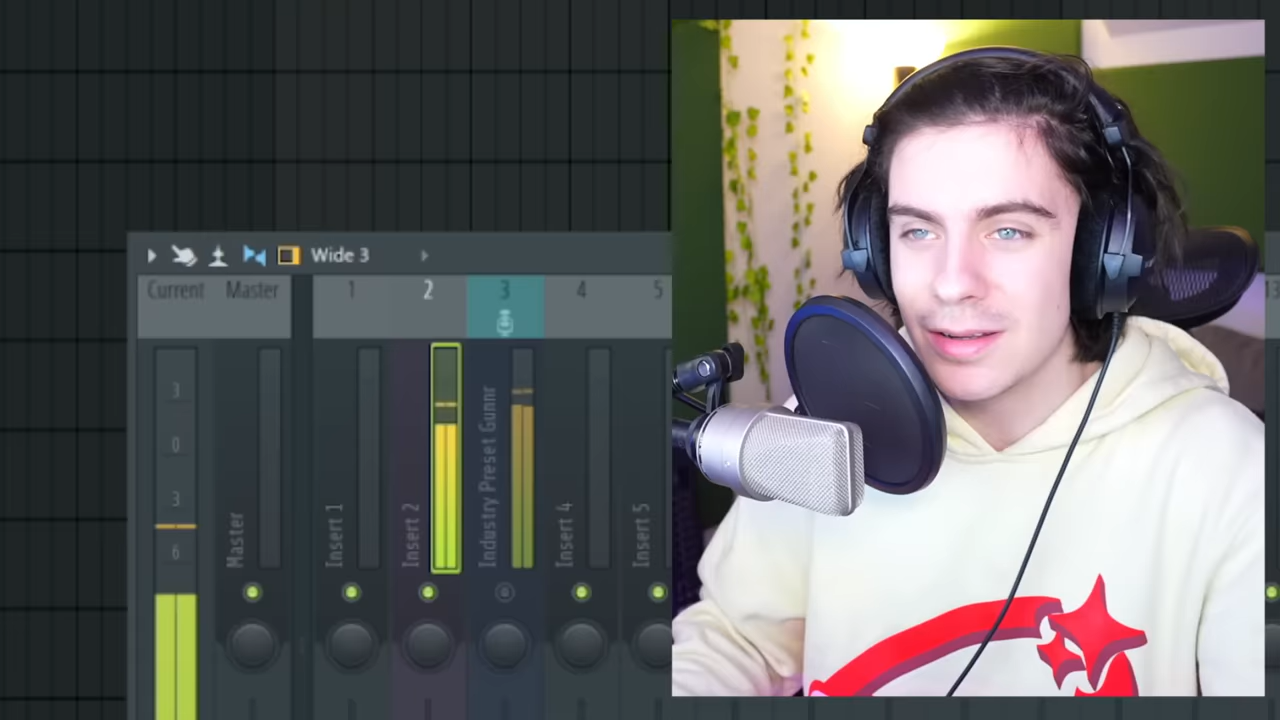 Wide 3
Current Master 1 2 3 4 5
3
0
3
6
Master
Insert 1
Insert 2
Industry Preset Gunnr
Insert 4
Insert 5